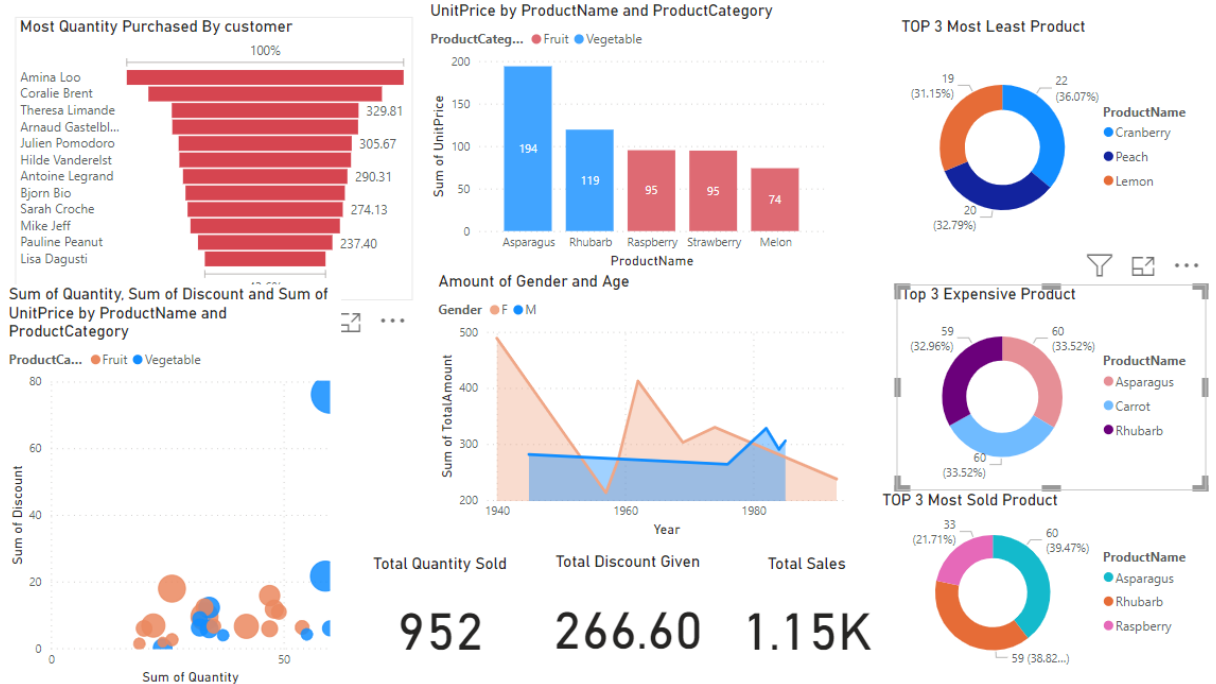 Most Quantity Purchased By customer
100%
Amina Loo
Coralie Brent
Theresa Limande
329.81
Arnaud Gastelbl...
Julien Pomodoro
305.67
Hilde Vanderelst
Antoine Legrand
290.31
Bjorn Bio
Sarah Croche
274.13
Mike Jeff
Pauline Peanut
237.40
Lisa Dagusti
UnitPrice by ProductName and ProductCategory
ProductCateg... Fruit Vegetable
Sum of UnitPrice
200
150
100
50
0
194
119
95
95
74
Asparagus Rhubarb Raspberry Strawberry Melon
ProductName
TOP 3 Most Least Product
19
(31.15%)
22
(36.07%)
20
(32.79%)
ProductName
Cranberry
Peach
Lemon
Sum of Quantity, Sum of Discount and Sum of
UnitPrice by ProductName and
ProductCategory
ProductCa... Fruit Vegetable
Sum of Discount
80
60
40
20
0
0 50
Sum of Quantity
Amount of Gender and Age
Gender F M
Sum of TotalAmount
500
400
300
200
1940 1960 1980
Year
Top 3 Expensive Product
59
(32.96%)
60
(33.52%)
60
(33.52%)
ProductName
Asparagus
Carrot
Rhubarb
TOP 3 Most Sold Product
33
(21.71%)
60
(39.47%)
59 (38.82...)
ProductName
Asparagus
Rhubarb
Raspberry
Total Quantity Sold
952
Total Discount Given
266.60
Total Sales
1.15K